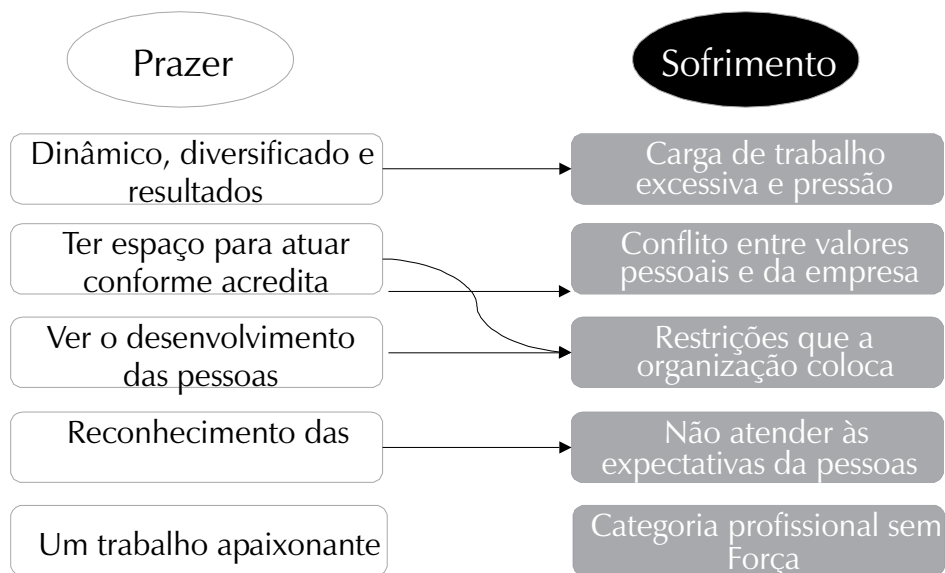 Prazer
Sofrimento
Dinâmico, diversificado e
resultados
Carga de trabalho
excessiva e pressão
Ter espaço para atuar
conforme acredita
Conflito entre valores
pessoais e da empresa
Ver o desenvolvimento
das pessoas
Restrições que a
organização coloca
Reconhecimento das
Não atender às
expectativas da pessoas
Um trabalho apaixonante
Categoria profissional sem
Força